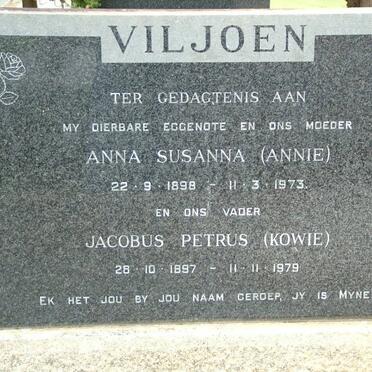 VILJOEN
TER GEDAGTENIS AAN
MY DIERBARE EGGENOTE EN ONS MOEDER
ANNA SUSANNA (ANNIE)
22 · 9 · 1898 - 11 · 3 · 1973.
EN ONS VADER
JACOBUS PETRUS (KOWIE)
28 · 10 · 1897 - 11 · 11 · 1979
EK HET JOU BY JOU NAAM GEROEP, JY IS MYNE